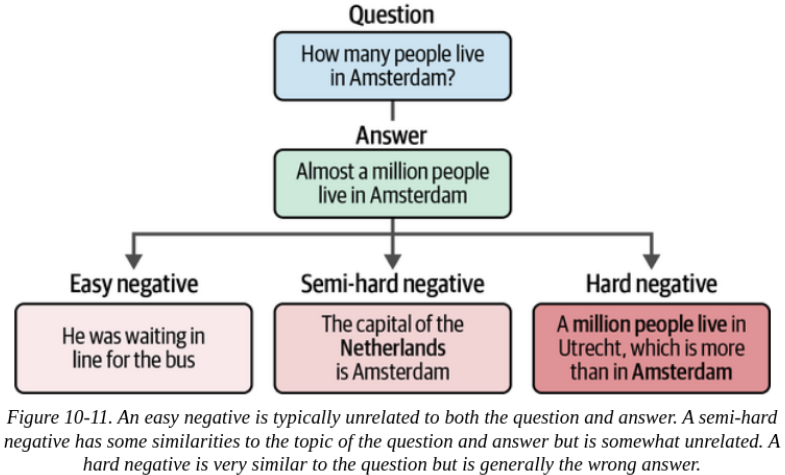 Question
How many people live
in Amsterdam?
Answer
Almost a million people
live in Amsterdam
Easy negative
He was waiting in
line for the bus
Semi-hard negative
The capital of the
Netherlands
is Amsterdam
Hard negative
A million people live in
Utrecht, which is more
than in Amsterdam
Figure 10-11. An easy negative is typically unrelated to both the question and answer. A semi-hard
negative has some similarities to the topic of the question and answer but is somewhat unrelated. A
hard negative is very similar to the question but is generally the wrong answer.